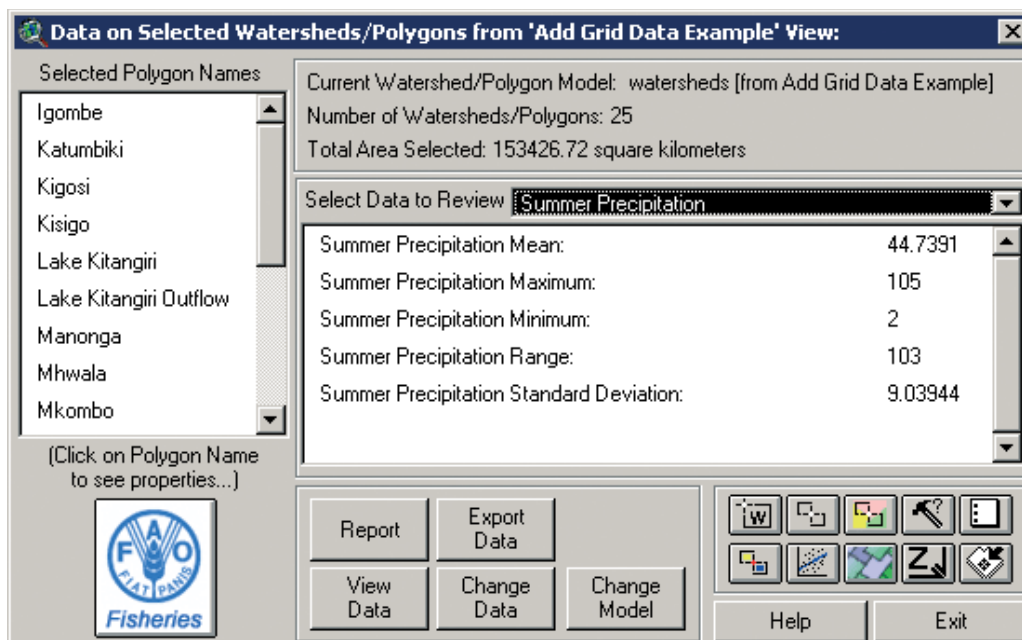 Data on Selected Watersheds/Polygons from 'Add Grid Data Example' View:
Selected Polygon Names
Igombe
Katumbiki
Kigosi
Kisigo
Lake Kitangiri
Lake Kitangiri Outflow
Manonga
Mhwala
Mkombo
(Click on Polygon Name
to see properties...)
FAO
FIAT PANIS
Fisheries
Current Watershed/Polygon Model: watersheds [from Add Grid Data Example]
Number of Watersheds/Polygons: 25
Total Area Selected: 153426.72 square kilometers
Select Data to Review Summer Precipitation
Summer Precipitation Mean: 44.7391
Summer Precipitation Maximum: 105
Summer Precipitation Minimum: 2
Summer Precipitation Range: 103
Summer Precipitation Standard Deviation: 9.03944
Report
Export
Data
View
Data
Change
Data
Change
Model
W
?
Z
Help
Exit